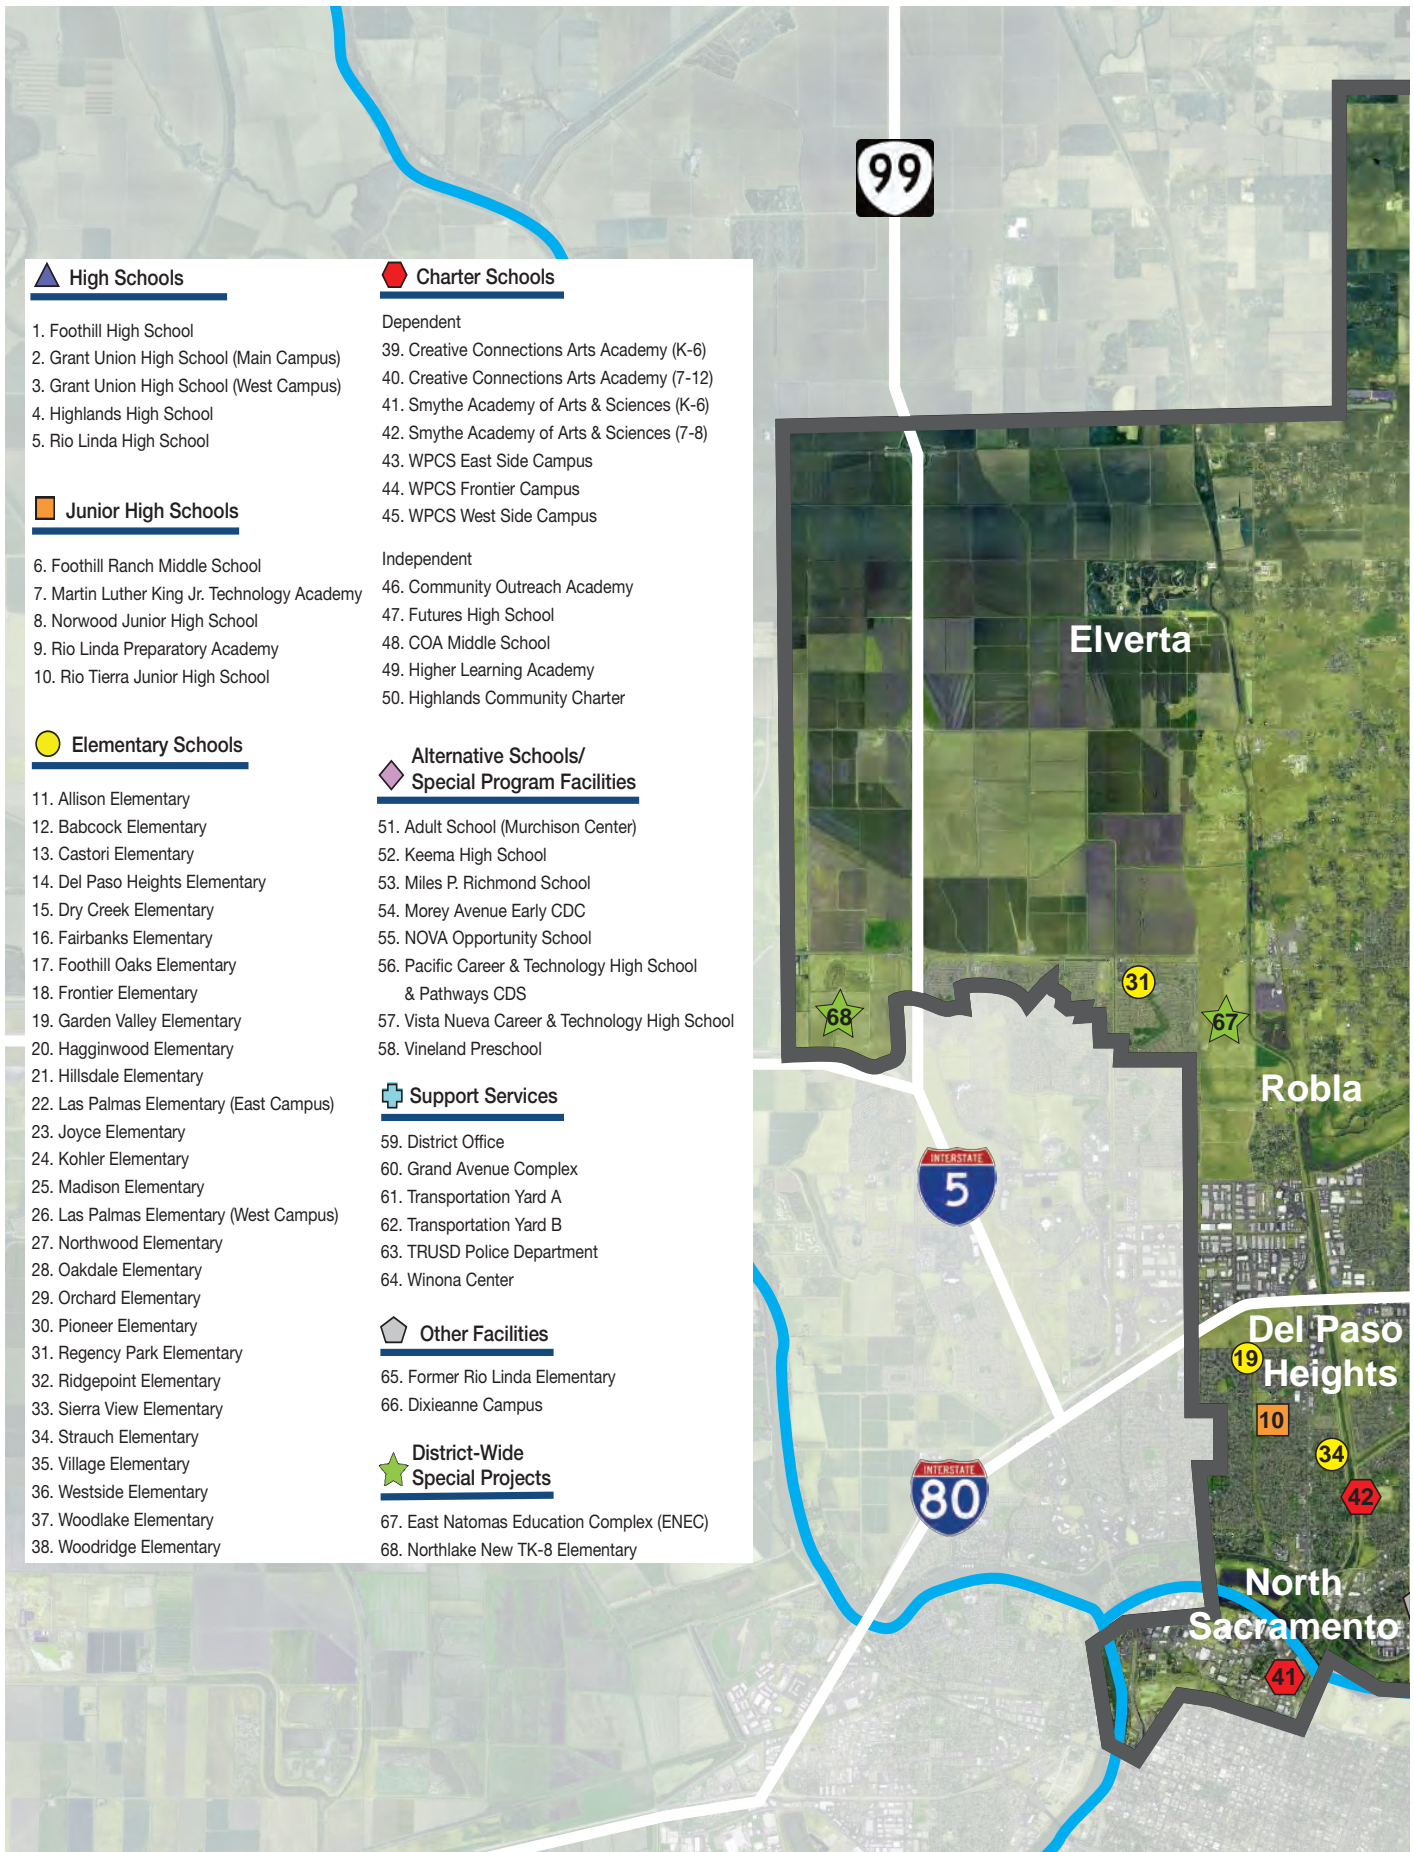 High Schools
1. Foothill High School
2. Grant Union High School (Main Campus)
3. Grant Union High School (West Campus)
4. Highlands High School
5. Rio Linda High School
Junior High Schools
6. Foothill Ranch Middle School
7. Martin Luther King Jr. Technology Academy
8. Norwood Junior High School
9. Rio Linda Preparatory Academy
10. Rio Tierra Junior High School
Elementary Schools
11. Allison Elementary
12. Babcock Elementary
13. Castori Elementary
14. Del Paso Heights Elementary
15. Dry Creek Elementary
16. Fairbanks Elementary
17. Foothill Oaks Elementary
18. Frontier Elementary
19. Garden Valley Elementary
20. Hagginwood Elementary
21. Hillsdale Elementary
22. Las Palmas Elementary (East Campus)
23. Joyce Elementary
24. Kohler Elementary
25. Madison Elementary
26. Las Palmas Elementary (West Campus)
27. Northwood Elementary
28. Oakdale Elementary
29. Orchard Elementary
30. Pioneer Elementary
31. Regency Park Elementary
32. Ridgepoint Elementary
33. Sierra View Elementary
34. Strauch Elementary
35. Village Elementary
36. Westside Elementary
37. Woodlake Elementary
38. Woodridge Elementary
Charter Schools
Dependent
39. Creative Connections Arts Academy (K-6)
40. Creative Connections Arts Academy (7-12)
41. Smythe Academy of Arts & Sciences (K-6)
42. Smythe Academy of Arts & Sciences (7-8)
43. WPCS East Side Campus
44. WPCS Frontier Campus
45. WPCS West Side Campus
Independent
46. Community Outreach Academy
47. Futures High School
48. COA Middle School
49. Higher Learning Academy
50. Highlands Community Charter
Alternative Schools/
Special Program Facilities
51. Adult School (Murchison Center)
52. Keema High School
53. Miles P. Richmond School
54. Morey Avenue Early CDC
55. NOVA Opportunity School
56. Pacific Career & Technology High School
& Pathways CDS
57. Vista Nueva Career & Technology High School
58. Vineland Preschool
Support Services
59. District Office
60. Grand Avenue Complex
61. Transportation Yard A
62. Transportation Yard B
63. TRUSD Police Department
64. Winona Center
Other Facilities
65. Former Rio Linda Elementary
66. Dixieanne Campus
District-Wide
Special Projects
67. East Natomas Education Complex (ENEC)
68. Northlake New TK-8 Elementary
99
Elverta
31
68
67
Robla
INTERSTATE
5
Del Paso
Heights
19
10
34
42
INTERSTATE
80
North
Sacramento
41